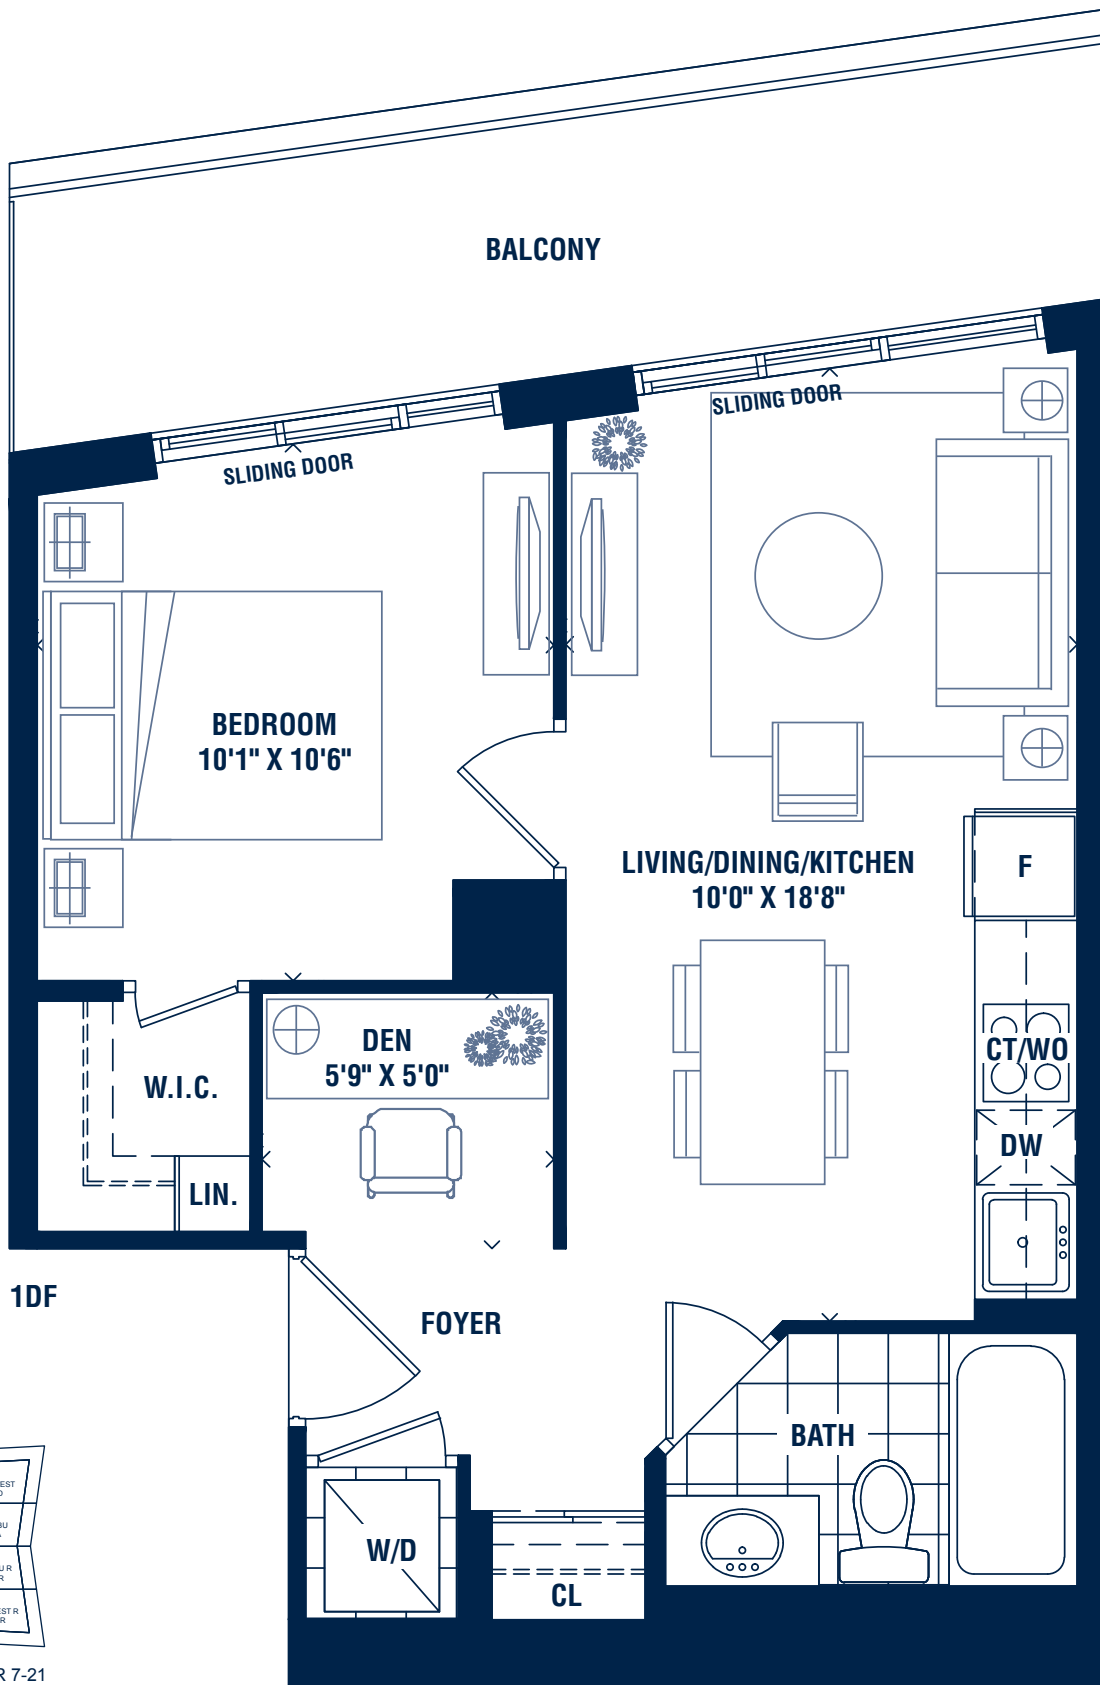 BALCONY
SLIDING DOOR
SLIDING DOOR
BEDROOM
10'1" X 10'6"
LIVING/DINING/KITCHEN
10'0" X 18'8"
F
DEN
5'9" X 5'0"
CT/WO
W.I.C.
DW
LIN.
1DF
FOYER
BATH
W/D
CL
EST
R 7-21